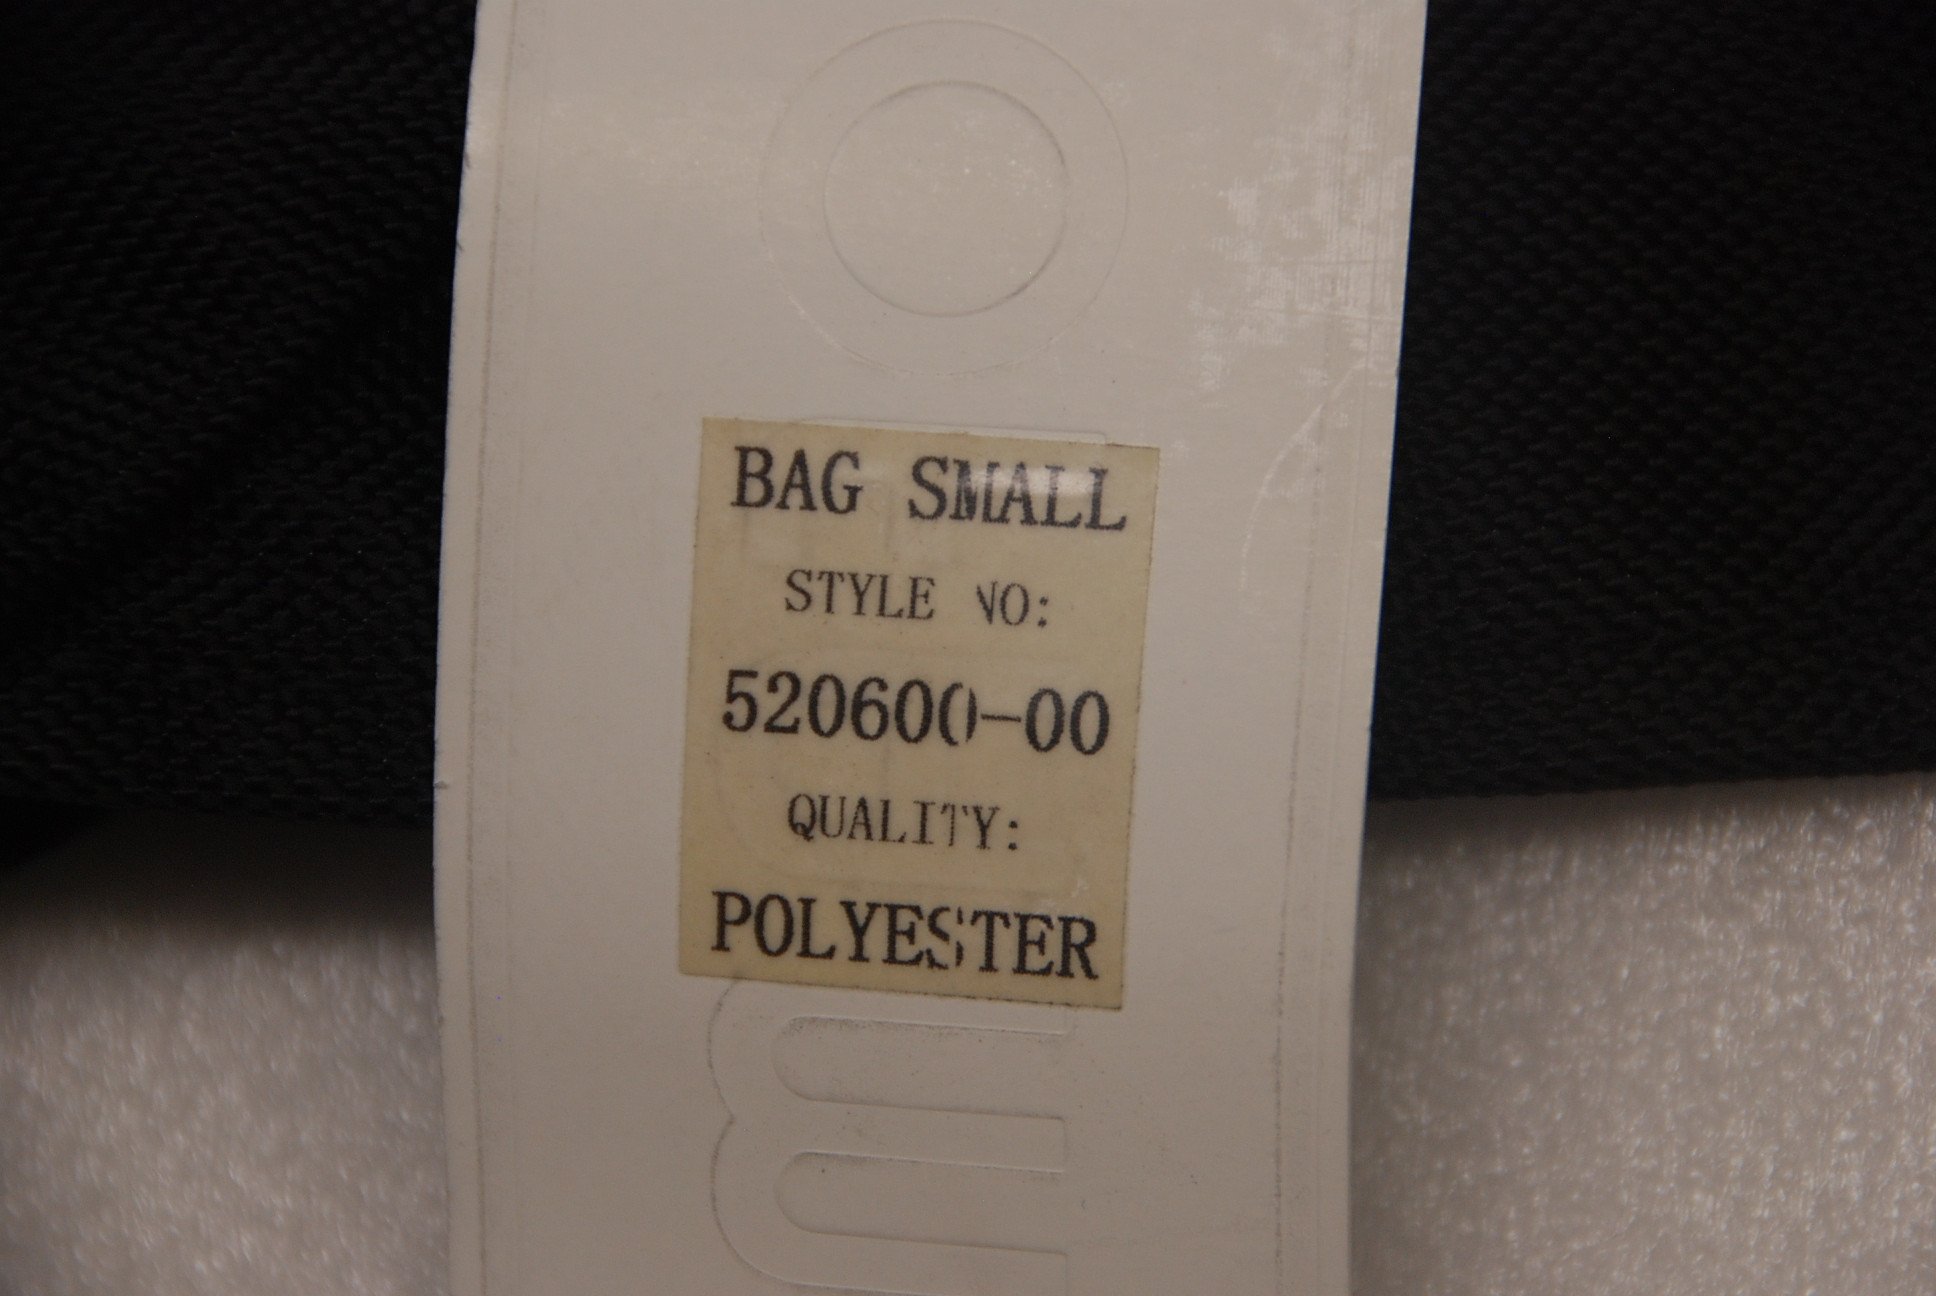 BAG SMALL
STYLE NO:
520600-00
QUALITY:
POLYESTER